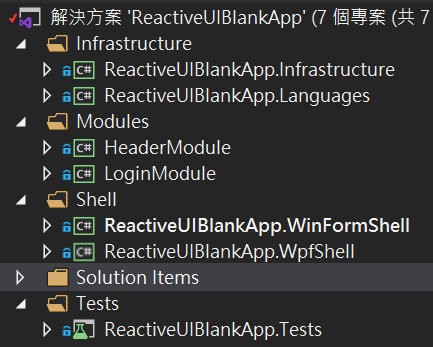 解決方案 'ReactiveUIBlankApp' (7 個專案 (共 7
Infrastructure
C# ReactiveUIBlankApp.Infrastructure
C# ReactiveUIBlankApp.Languages
Modules
C# HeaderModule
C# LoginModule
Shell
C# ReactiveUIBlankApp.WinFormShell
C# ReactiveUIBlankApp.WpfShell
Solution Items
Tests
ReactiveUIBlankApp.Tests